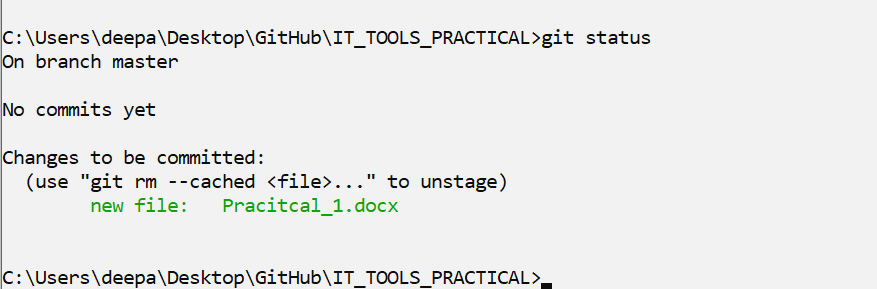 C:\Users\deepa\Desktop\GitHub\IT_TOOLS_PRACTICAL>git status
On branch master
No commits yet
Changes to be committed:
(use "git rm --cached <file>..." to unstage)
new file: Pracitcal_1.docx
C:\Users\deepa\Desktop\GitHub\IT_TOOLS_PRACTICAL>